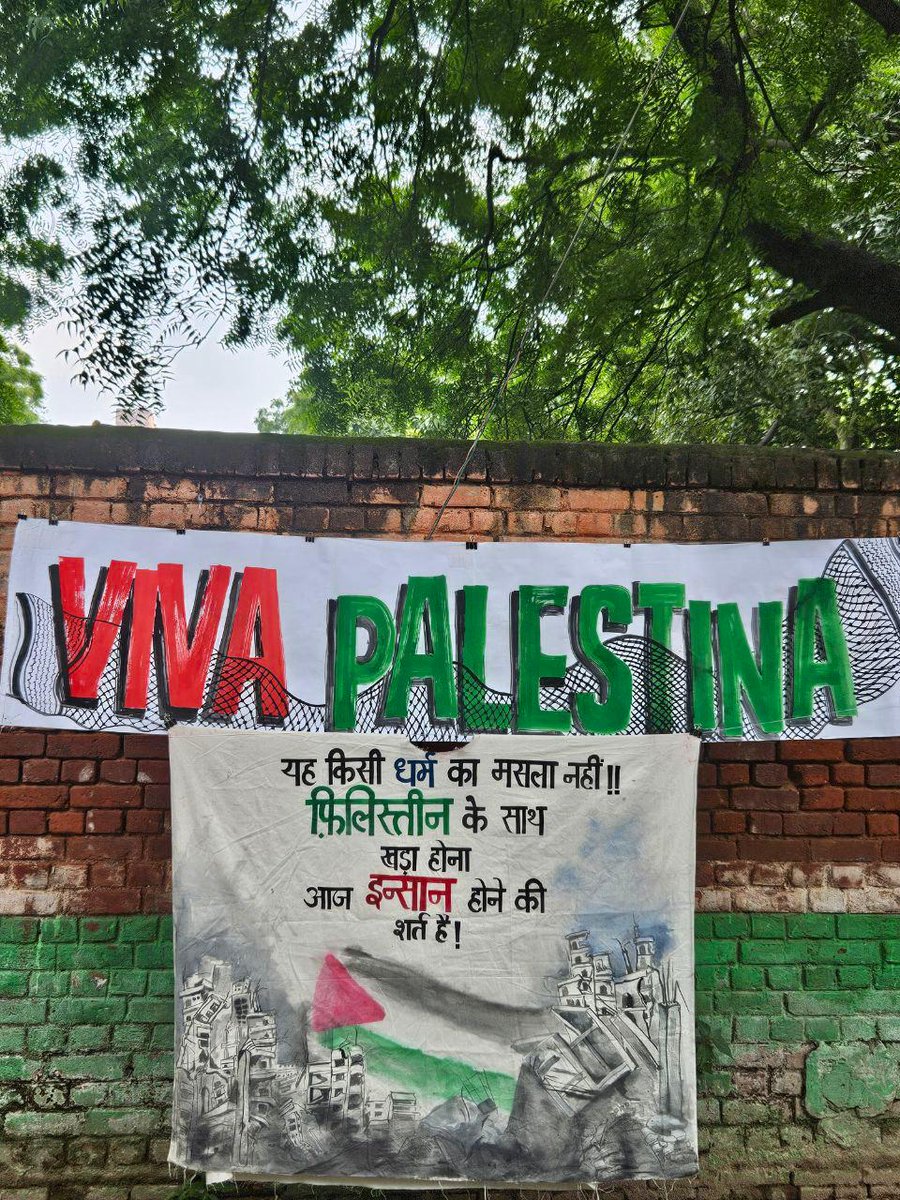 VIVA PALESTINA
यह किसी धर्म का मसला नहीं!!
फ़िलिस्तीन के साथ
खड़ा होना
आज इन्सान होने की
शर्त है!